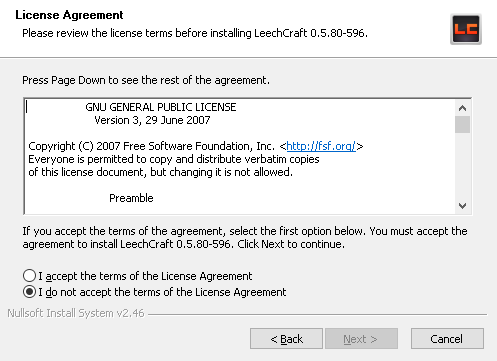 License Agreement
Please review the license terms before installing LeechCraft 0.5.80-596.
LC
Press Page Down to see the rest of the agreement.
GNU GENERAL PUBLIC LICENSE
Version 3, 29 June 2007
Copyright (C) 2007 Free Software Foundation, Inc. <http://fsf.org/>
Everyone is permitted to copy and distribute verbatim copies
of this license document, but changing it is not allowed.
Preamble
If you accept the terms of the agreement, select the first option below. You must accept the
agreement to install LeechCraft 0.5.80-596. Click Next to continue.
I accept the terms of the License Agreement
I do not accept the terms of the License Agreement
Nullsoft Install System v2.46
< Back
Next >
Cancel